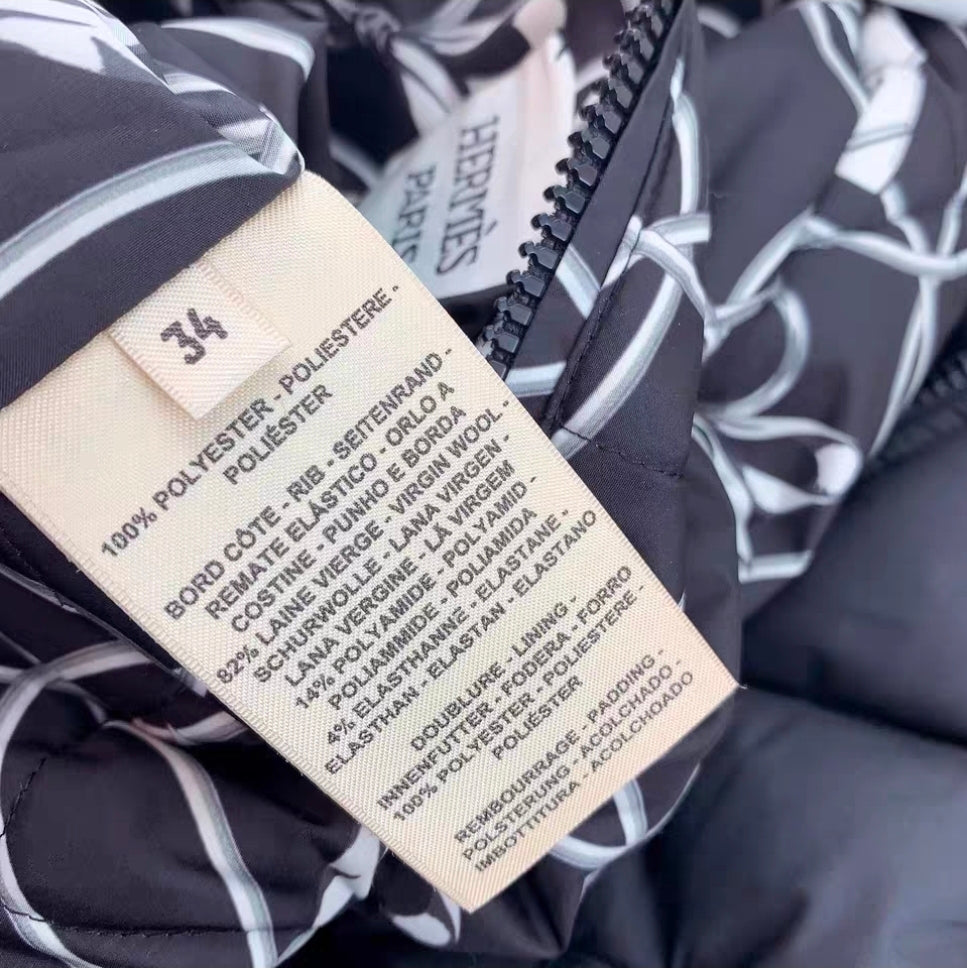 HERMÈS
PARIS
34
100% POLYESTER - POLIESTERE -
POLIÉSTER
BORD CÔTE - RIB - SEITENRAND -
REMATE ELÁSTICO - ORLO A
COSTINE - PUNHO E BORDA
82% LAINE VIERGE - VIRGIN WOOL -
SCHURWOLLE - LANA VIRGEN -
LANA VERGINE - LÃ VIRGEM
14% POLYAMIDE - POLYAMID -
POLIAMMIDE - POLIAMIDA
4% ELASTHANNE - ELASTANE -
ELASTHAN - ELASTAN - ELASTANO
DOUBLURE - LINING -
INNENFUTTER - FODERA - FORRO
100% POLYESTER - POLIESTERE -
POLIÉSTER
REMBOURRAGE - PADDING -
POLSTERUNG - ACOLCHADO -
IMBOTTITURA - ACOLCHOADO